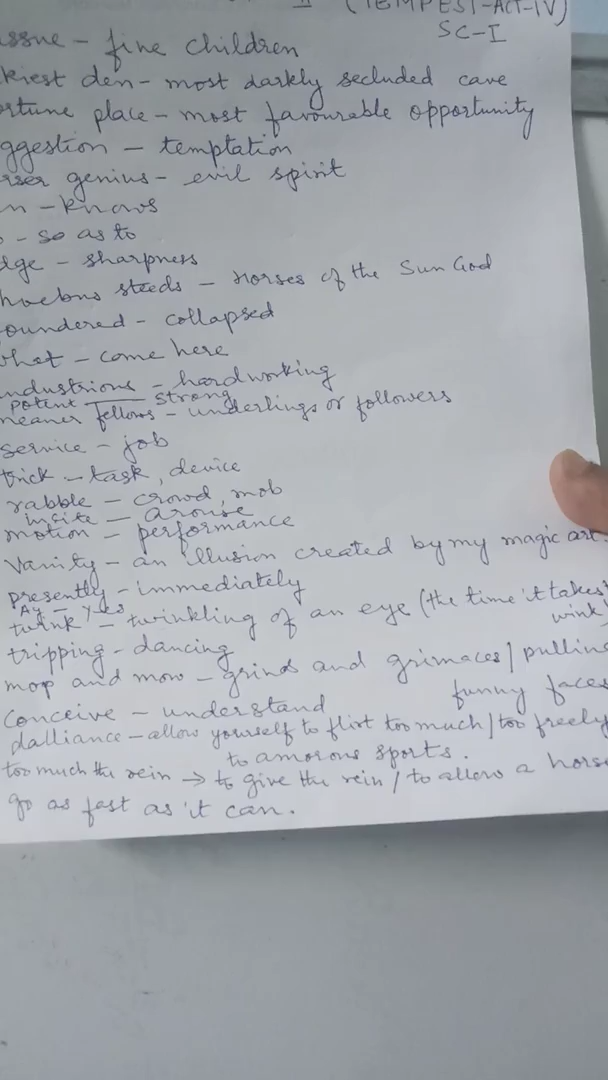 II (TEMPEST-ACT-IV)
SC-I
issue - fine children
kiest den - most darkly secluded cave
ortune place - most favourable opportunity
ggestion - temptation
rser genius - evil spirit
n - knows
- so as to
dge - sharpness
hoebus steeds - Horses of the Sun God
oundered - collapsed
what - come here
ndustrious - hardworking
potent - strong
meaner fellows - underlings or followers
service - job
trick - task, device
rabble - crowd, mob
incite - arouse
motion - performance
Vanity - an illusion created by my magic art.
presently - immediately
Ay - Yes
twink - twinkling of an eye (the time it takes
wink
tripping - dancing
mop and mow - grins and grimaces / pulling
funny faces
Conceive - understand
dalliance - allow yourself to flirt too much / too freely
to amorous sports.
too much the rein → to give the rein / to allow a horse
go as fast as it can.